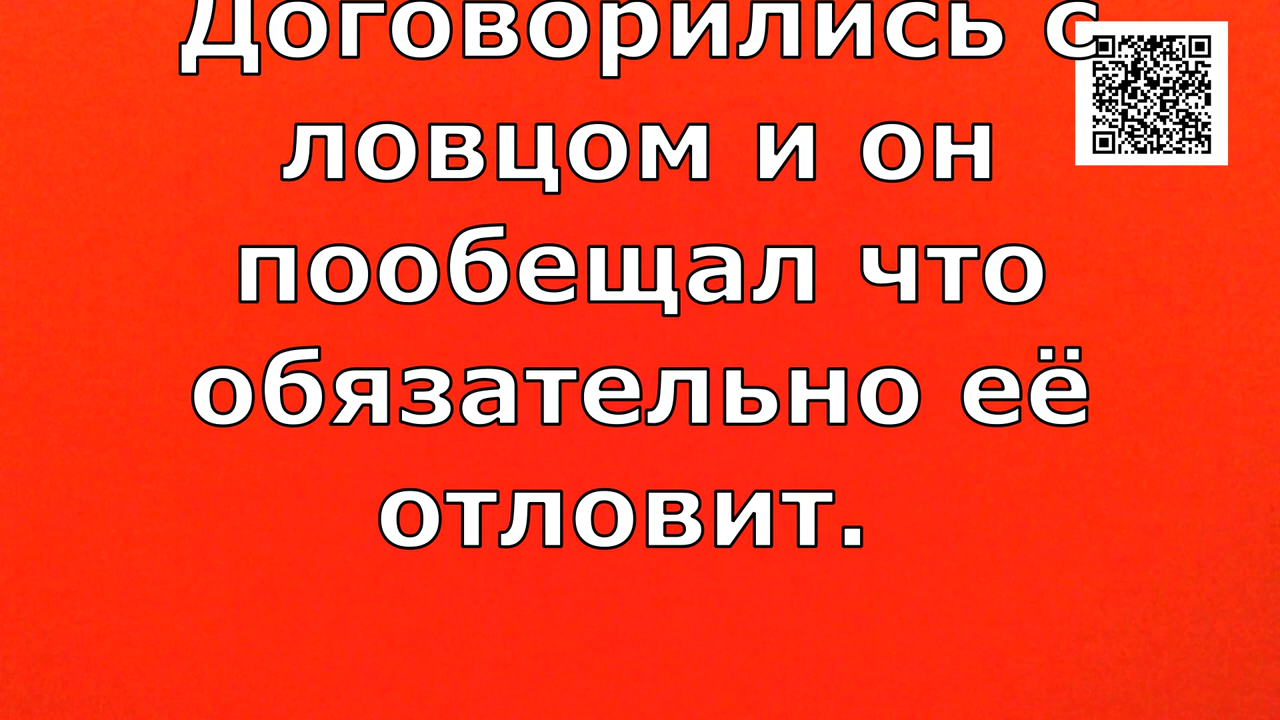 Договорились с
ловцом и он
пообещал что
обязательно её
отловит.